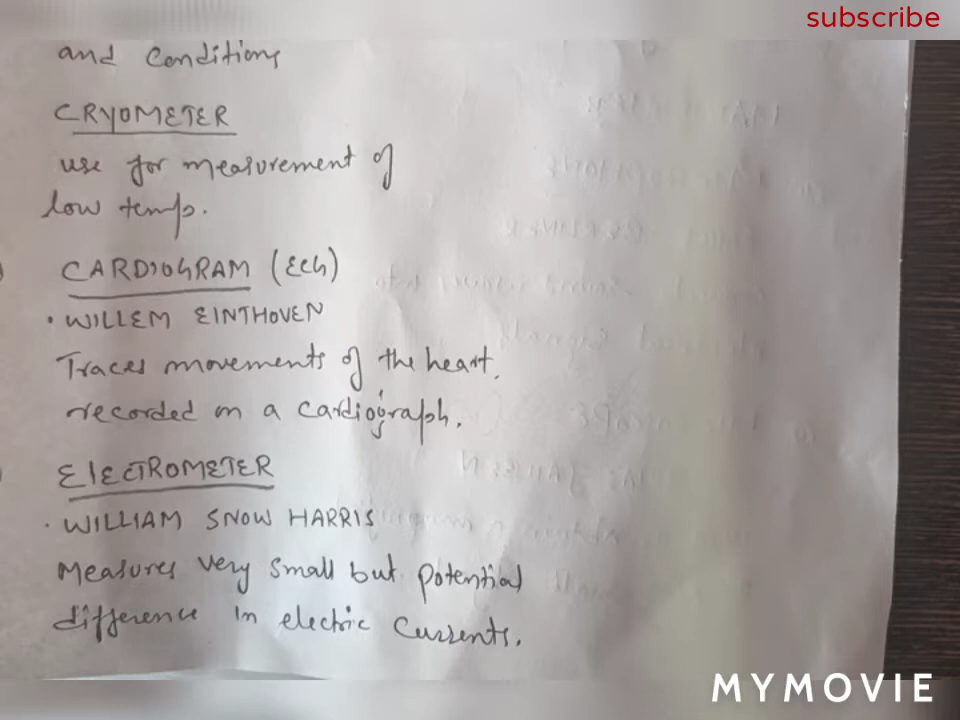 subscribe
and Conditions
CRYOMETER
use for measurement of
low temp.
CARDIOGRAM (ECG)
• WILLEM EINTHOVEN
Traces movements of the heart,
recorded on a cardiograph.
ELECTROMETER
• WILLIAM SNOW HARRIS
Measures very small but potential
difference in electric currents.
MYMOVIE